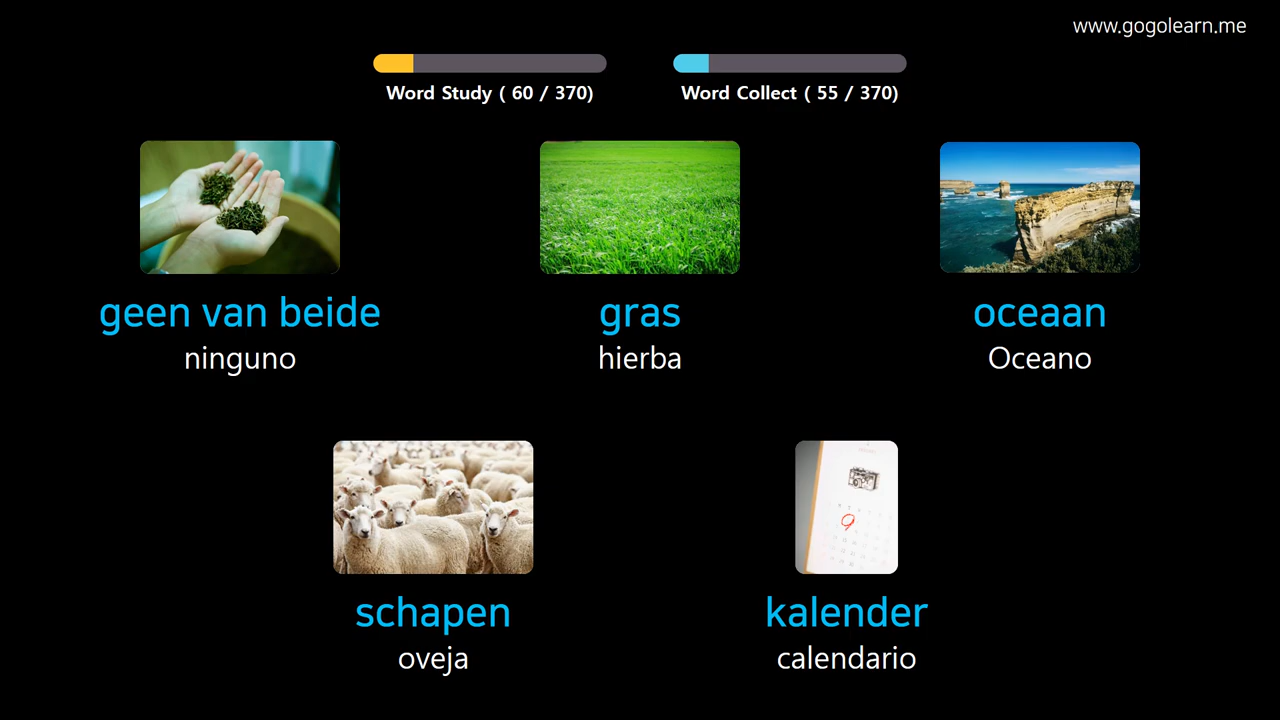 www.gogolearn.me
Word Study ( 60 / 370)
Word Collect ( 55 / 370)
geen van beide
ninguno
gras
hierba
oceaan
Oceano
schapen
oveja
kalender
calendario